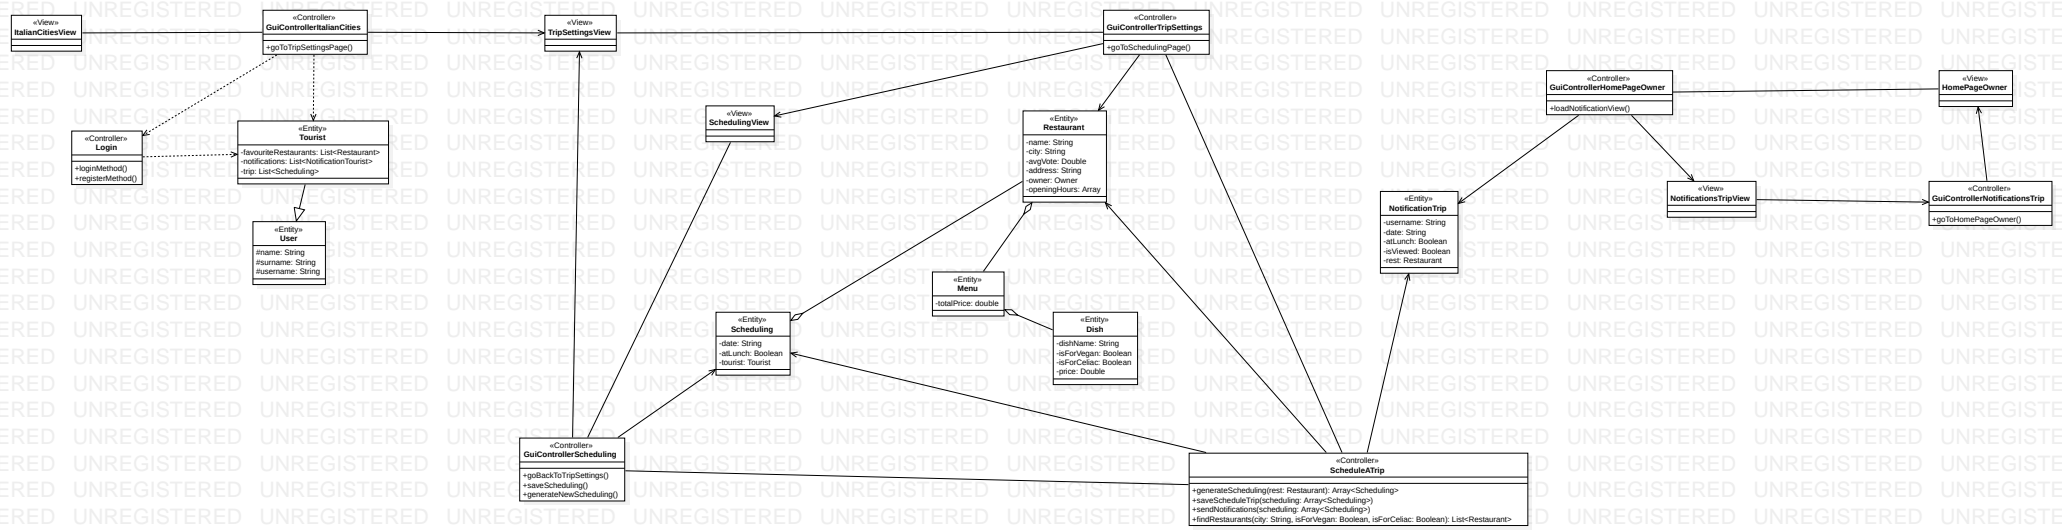 «View»
ItalianCitiesView
«Controller»
GuiControllerItalianCities
+goToTripSettingsPage()
«View»
TripSettingsView
«Controller»
GuiControllerTripSettings
+goToSchedulingPage()
«Controller»
GuiControllerHomePageOwner
+loadNotificationView()
«View»
HomePageOwner
«View»
SchedulingView
«Entity»
Restaurant
-name: String
-city: String
-avgVote: Double
-address: String
-owner: Owner
-openingHours: Array
«Controller»
Login
+loginMethod()
+registerMethod()
«Entity»
Tourist
-favouriteRestaurants: List<Restaurant>
-notifications: List<NotificationTourist>
-trip: List<Scheduling>
«Entity»
NotificationTrip
-username: String
-date: String
-atLunch: Boolean
-isViewed: Boolean
-rest: Restaurant
«View»
NotificationsTripView
«Controller»
GuiControllerNotificationsTrip
+goToHomePageOwner()
«Entity»
User
#name: String
#surname: String
#username: String
«Entity»
Menu
-totalPrice: double
«Entity»
Scheduling
-date: String
-atLunch: Boolean
-tourist: Tourist
«Entity»
Dish
-dishName: String
-isForVegan: Boolean
-isForCeliac: Boolean
-price: Double
«Controller»
GuiControllerScheduling
+goBackToTripSettings()
+saveScheduling()
+generateNewScheduling()
«Controller»
ScheduleATrip
+generateScheduling(rest: Restaurant): Array<Scheduling>
+saveScheduleTrip(scheduling: Array<Scheduling>)
+sendNotifications(scheduling: Array<Scheduling>)
+findRestaurants(city: String, isForVegan: Boolean, isForCeliac: Boolean): List<Restaurant>
UNREGISTERED